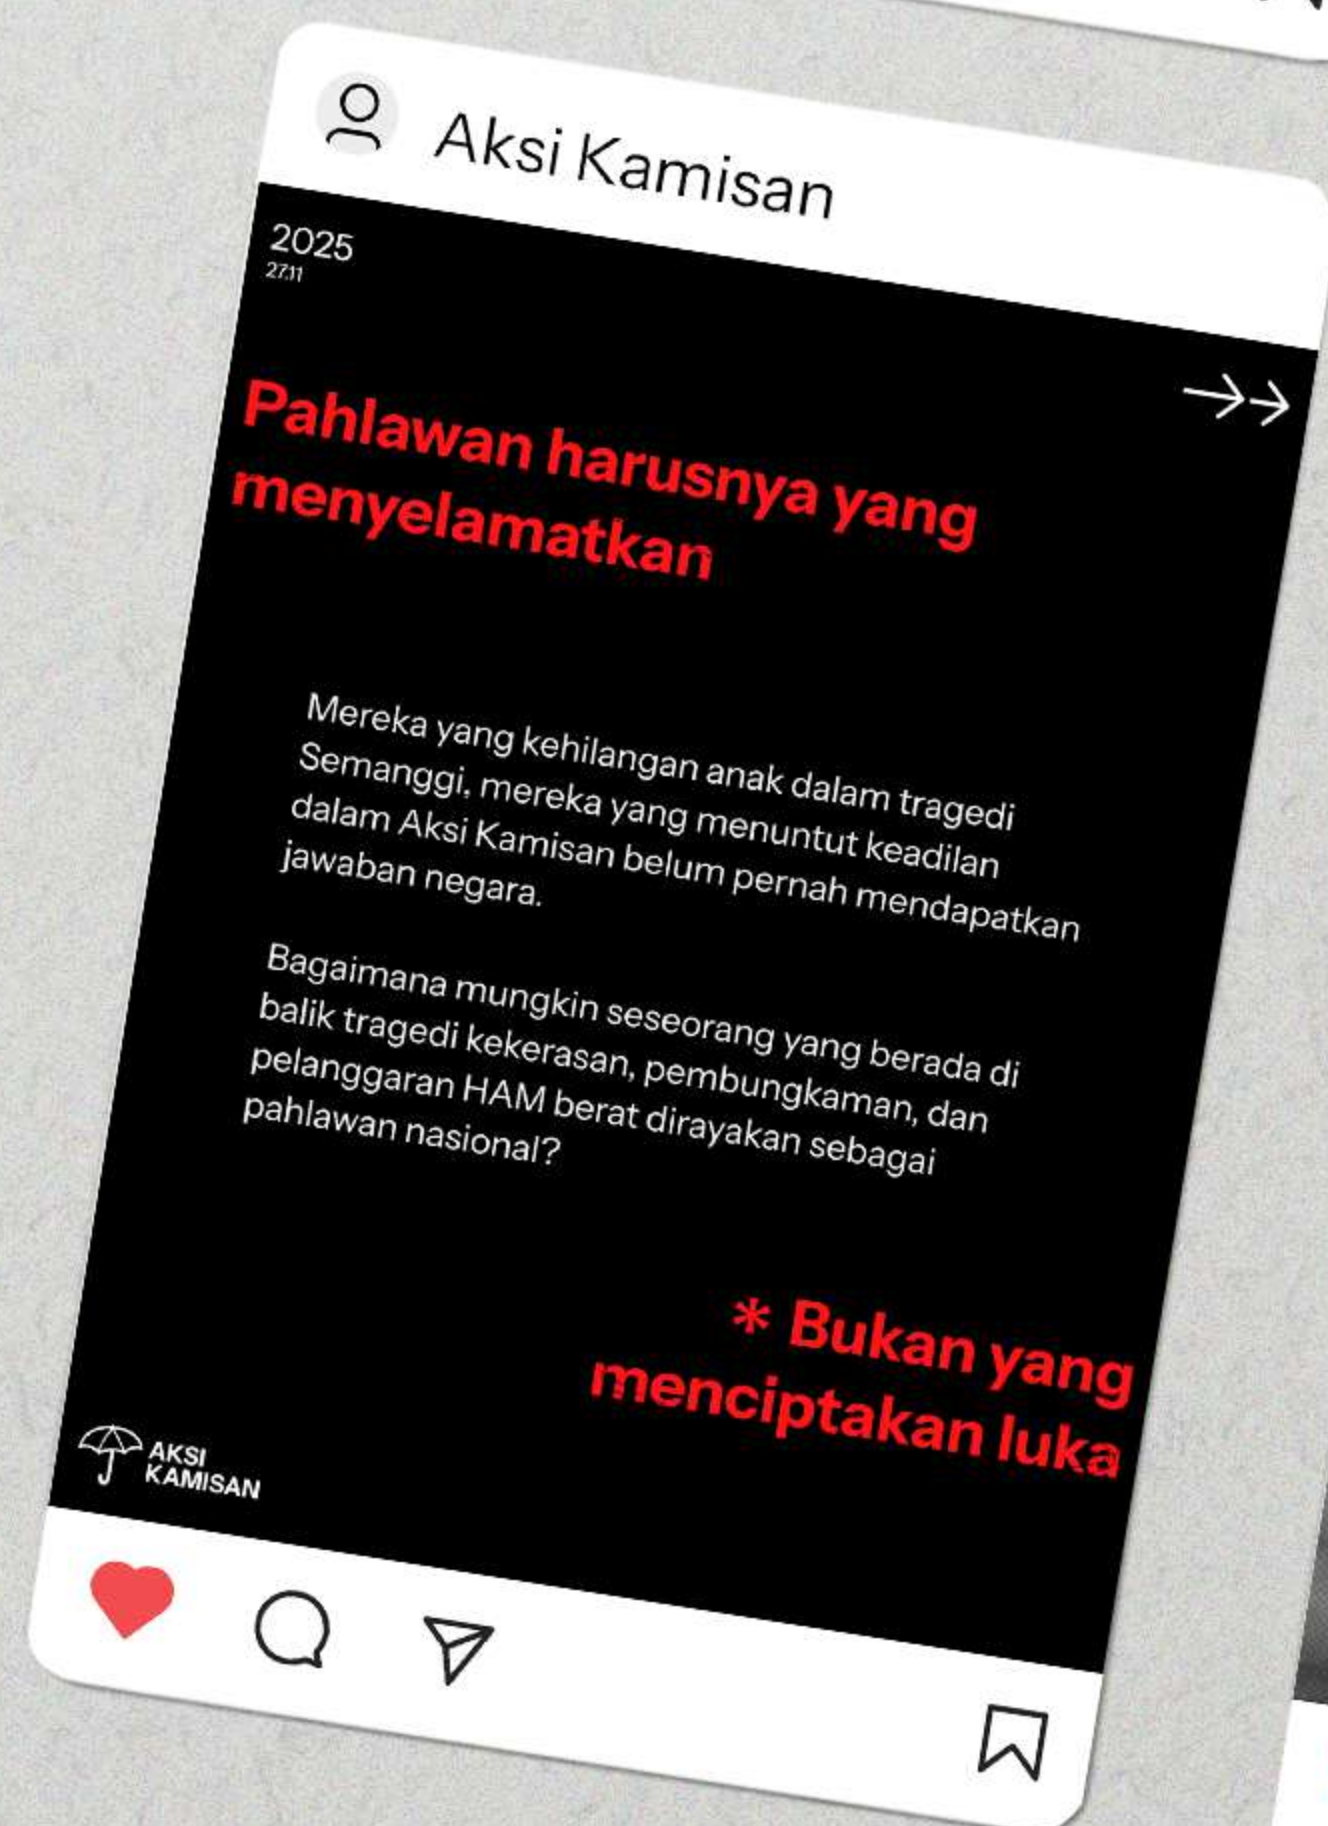 Aksi Kamisan
2025
27.11
Pahlawan harusnya yang
menyelamatkan
Mereka yang kehilangan anak dalam tragedi
Semanggi, mereka yang menuntut keadilan
dalam Aksi Kamisan belum pernah mendapatkan
jawaban negara.
Bagaimana mungkin seseorang yang berada di
balik tragedi kekerasan, pembungkaman, dan
pelanggaran HAM berat dirayakan sebagai
pahlawan nasional?
* Bukan yang
menciptakan luka
AKSI
KAMISAN